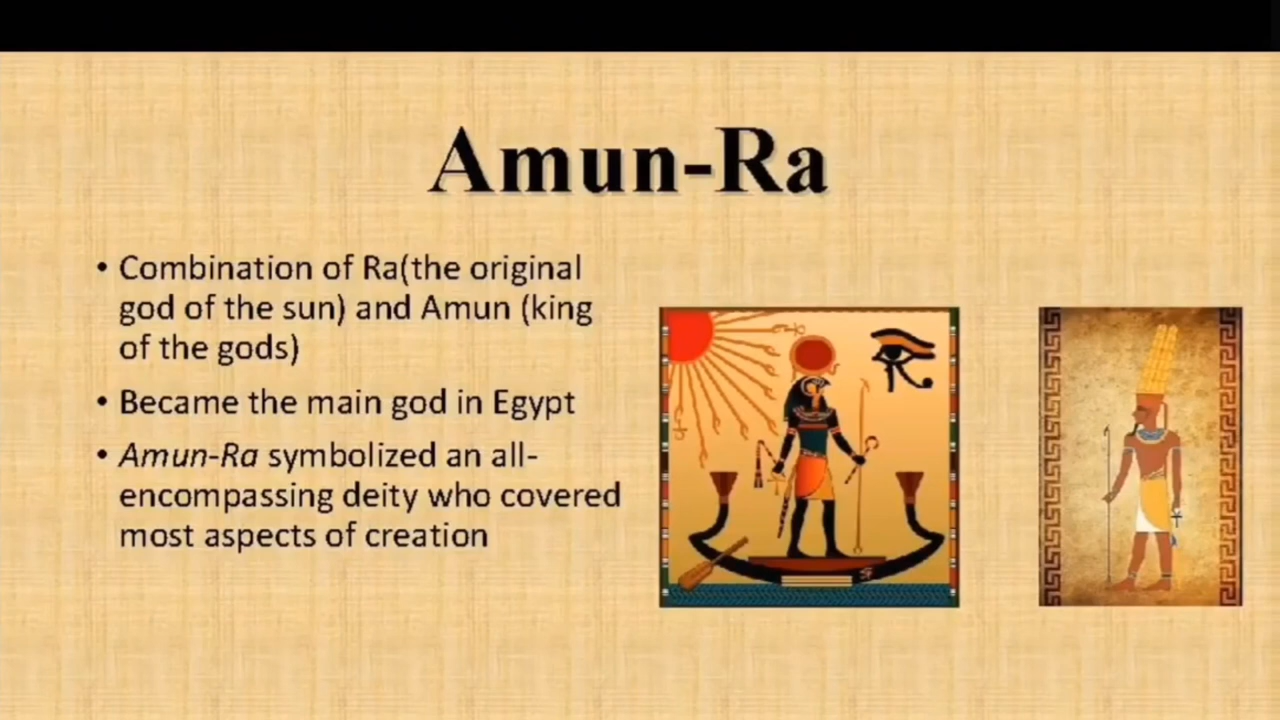 Amun-Ra
• Combination of Ra(the original
god of the sun) and Amun (king
of the gods)
• Became the main god in Egypt
• Amun-Ra symbolized an all-
encompassing deity who covered
most aspects of creation